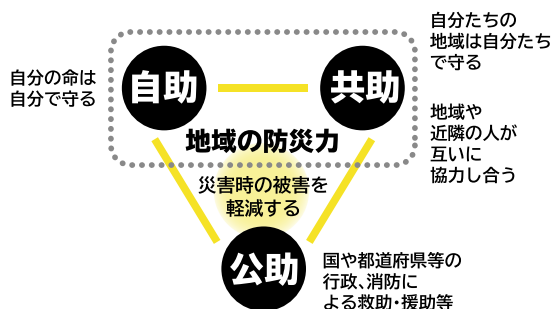 自分の命は
自分で守る
自助
共助
自分たちの
地域は自分たち
で守る
地域や
近隣の人が
互いに
協力し合う
地域の防災力
災害時の被害を
軽減する
公助
国や都道府県等の
行政、消防に
よる救助・援助等